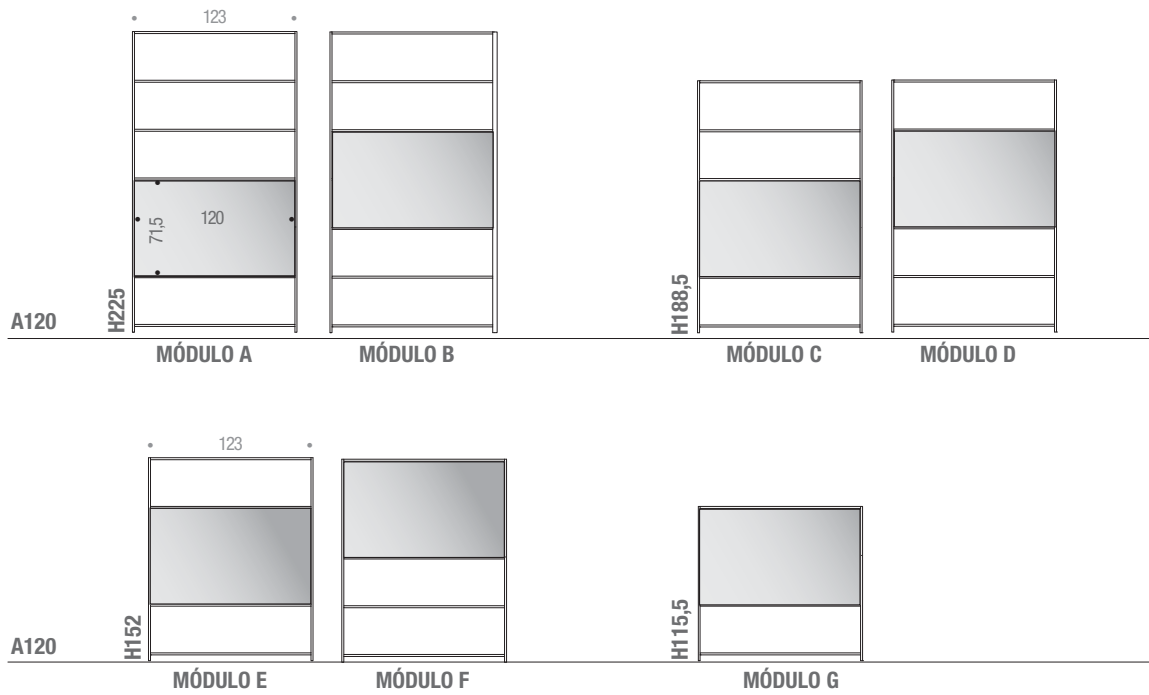 123
120
71,5
H225
H188,5
A120
MÓDULO A
MÓDULO B
MÓDULO C
MÓDULO D
123
H152
H115,5
A120
MÓDULO E
MÓDULO F
MÓDULO G